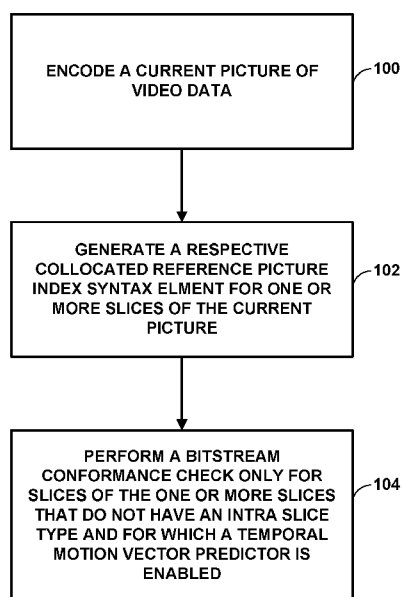 ENCODE A CURRENT PICTURE OF
VIDEO DATA
100
GENERATE A RESPECTIVE
COLLOCATED REFERENCE PICTURE
INDEX SYNTAX ELMENT FOR ONE OR
MORE SLICES OF THE CURRENT
PICTURE
102
PERFORM A BITSTREAM
CONFORMANCE CHECK ONLY FOR
SLICES OF THE ONE OR MORE SLICES
THAT DO NOT HAVE AN INTRA SLICE
TYPE AND FOR WHICH A TEMPORAL
MOTION VECTOR PREDICTOR IS
ENABLED
104